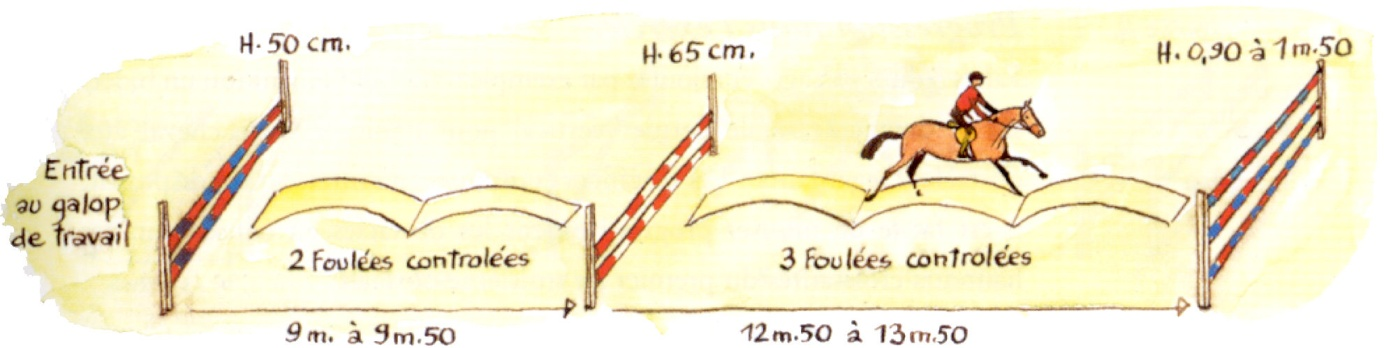 H. 50 cm.
H. 65 cm.
H. 0,90 à 1m.50
Entrée
au galop
de travail
2 Foulées controlées
3 Foulées controlées
9m. à 9m.50
12m.50 à 13m.50